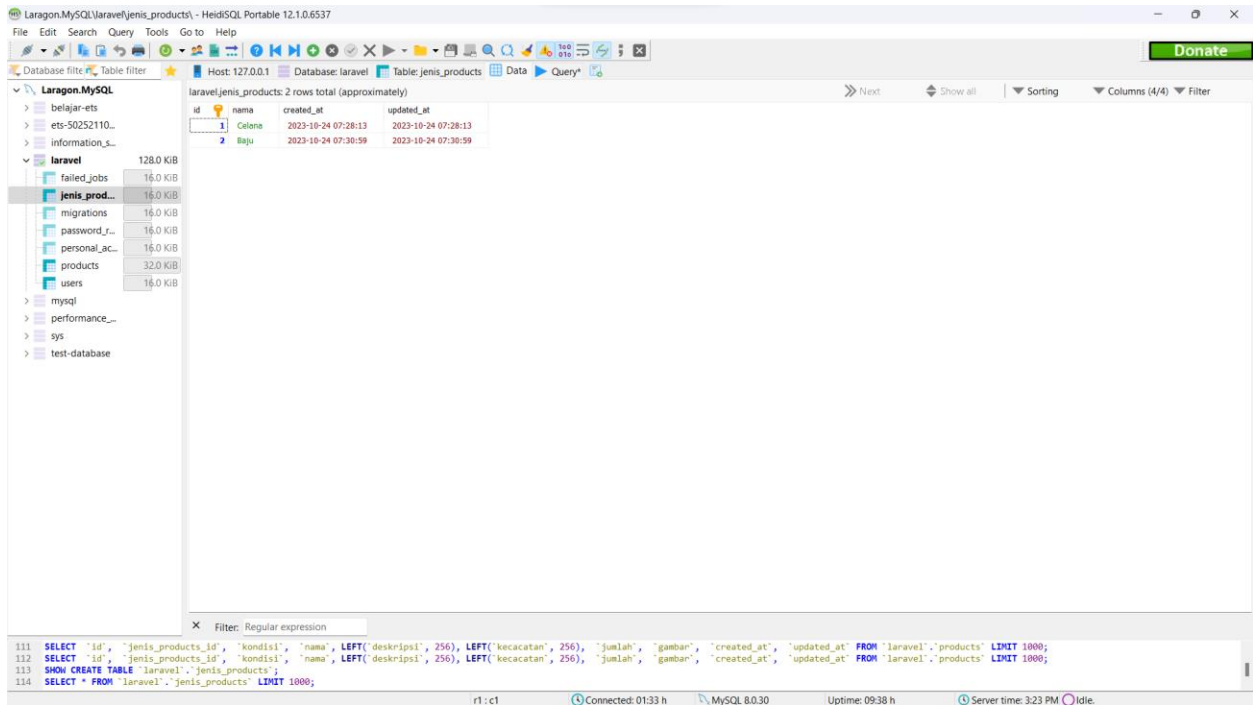 Laragon.MySQL\laravel\jenis_products\ - HeidiSQL Portable 12.1.0.6537
File Edit Search Query Tools Go to Help
Donate
Database filte Table filter Host: 127.0.0.1 Database: laravel Table: jenis_products Data Query*
Laragon.MySQL
belajar-ets
ets-50252110...
information_s...
laravel 128.0 KiB
failed_jobs 16.0 KiB
jenis_prod... 16.0 KiB
migrations 16.0 KiB
password_r... 16.0 KiB
personal_ac... 16.0 KiB
products 32.0 KiB
users 16.0 KiB
mysql
performance_...
sys
test-database
laravel.jenis_products: 2 rows total (approximately) Next Show all Sorting Columns (4/4) Filter
id nama created_at updated_at
1 Celana 2023-10-24 07:28:13 2023-10-24 07:28:13
2 Baju 2023-10-24 07:30:59 2023-10-24 07:30:59
Filter: Regular expression
111 SELECT `id`, `jenis_products_id`, `kondisi`, `nama`, LEFT(`deskripsi`, 256), LEFT(`kecacatan`, 256), `jumlah`, `gambar`, `created_at`, `updated_at` FROM `laravel`.`products` LIMIT 1000;
112 SELECT `id`, `jenis_products_id`, `kondisi`, `nama`, LEFT(`deskripsi`, 256), LEFT(`kecacatan`, 256), `jumlah`, `gambar`, `created_at`, `updated_at` FROM `laravel`.`products` LIMIT 1000;
113 SHOW CREATE TABLE `laravel`.`jenis_products`;
114 SELECT * FROM `laravel`.`jenis_products` LIMIT 1000;
r1 : c1 Connected: 01:33 h MySQL 8.0.30 Uptime: 09:38 h Server time: 3:23 PM Idle.